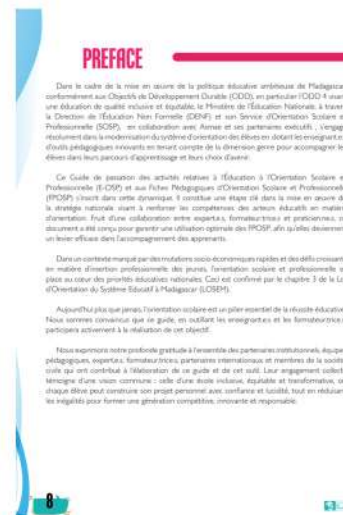 PREFACE
Dans le cadre de la mise en œuvre de la politique éducative ambitieuse de Madagascar
conformément aux Objectifs de Développement Durable (ODD), en particulier l'ODD 4 visant
une éducation de qualité inclusive et équitable, le Ministère de l'Éducation Nationale, à travers
la Direction de l'Éducation Non Formelle (DENF) et son Service d'Orientation Scolaire et
Professionnelle (SOSP), en collaboration avec et ses partenaires exécutifs, s'engage
résolument dans la modernisation du système d'orientation des élèves en dotant les enseignant.e.s
d'outils pédagogiques innovants en tenant compte de la dimension genre pour accompagner les
élèves dans leurs parcours d'apprentissage et leurs choix d'avenir.
Ce Guide de passation des activités relatives à l'Éducation à l'Orientation Scolaire et
Professionnelle (E-OSP) et aux Fiches Pédagogiques d'Orientation Scolaire et Professionnelle
(FPOSP) s'inscrit dans cette dynamique. Il constitue une étape clé dans la mise en œuvre de
la stratégie nationale visant à renforcer les compétences des acteurs éducatifs en matière
d'orientation. Fruit d'une collaboration entre expert.e.s, formateur.trice.s et praticien.ne.s, ce
document a été conçu pour garantir une utilisation optimale des FPOSP, afin qu'elles deviennent
un levier efficace dans l'accompagnement des apprenants.
Dans un contexte marqué par des mutations socio-économiques rapides et des défis croissants
en matière d'insertion professionnelle des jeunes, l'orientation scolaire et professionnelle se
place au cœur des priorités éducatives nationales. Ceci est confirmé par le chapitre 3 de la Loi
d'Orientation du Système Éducatif à Madagascar (LOSEM).
Aujourd'hui plus que jamais, l'orientation scolaire est un pilier essentiel de la réussite éducative.
Nous sommes convaincus que ce guide, en outillant les enseignant.e.s et les formateur.trice.s
participera activement à la réalisation de cet objectif.
Nous exprimons notre profonde gratitude à l'ensemble des partenaires institutionnels, équipes
pédagogiques, expert.e.s, formateur.trice.s, partenaires internationaux et membres de la société
civile qui ont contribué à l'élaboration de ce guide et de cet outil. Leur engagement collectif
témoigne d'une vision commune : celle d'une école inclusive, équitable et transformative, où
chaque élève peut construire son projet personnel avec confiance et lucidité, tout en réduisant
les inégalités pour former une génération compétitive, innovante et responsable.
8